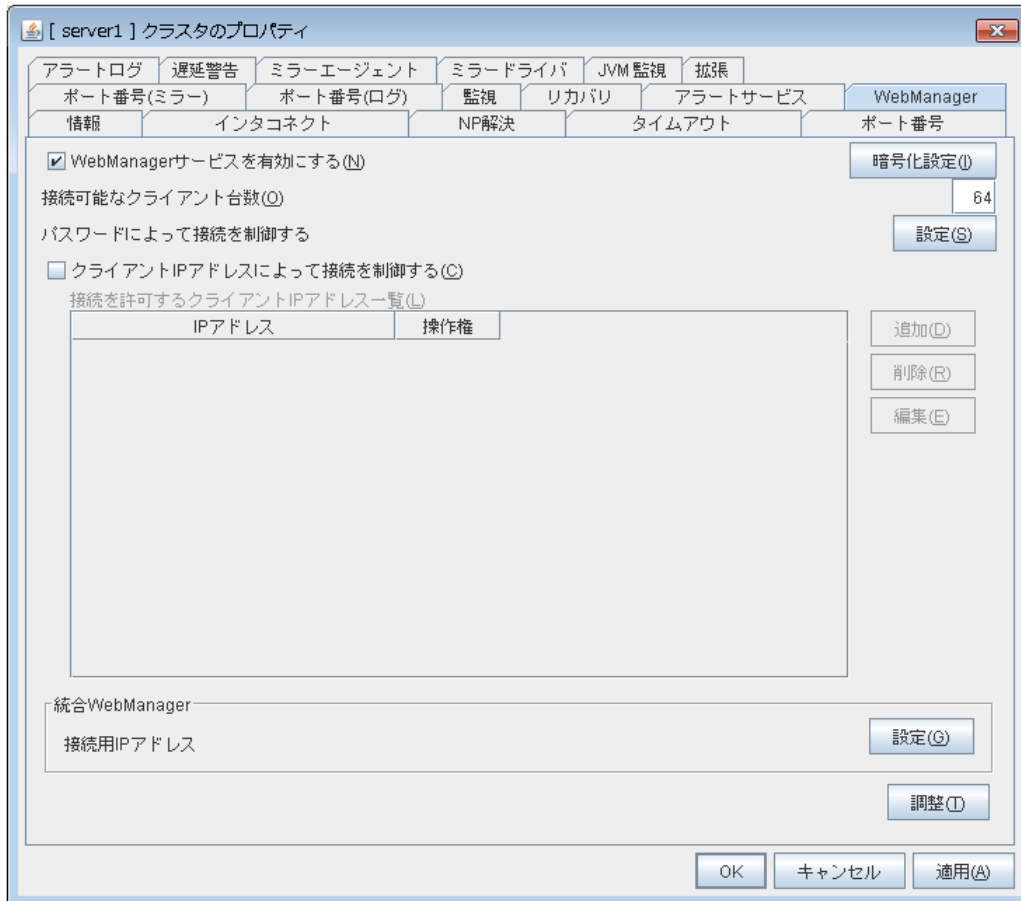 [ server1 ] クラスタのプロパティ
アラートログ 遅延警告 ミラーエージェント ミラードライバ JVM 監視 拡張
ポート番号(ミラー) ポート番号(ログ) 監視 リカバリ アラートサービス WebManager
情報 インタコネクト NP解決 タイムアウト ポート番号
WebManagerサービスを有効にする(N) 暗号化設定(I)
接続可能なクライアント台数(O) 64
パスワードによって接続を制御する 設定(S)
クライアントIPアドレスによって接続を制御する(C)
接続を許可するクライアントIPアドレス一覧(L)
IPアドレス 操作権
追加(D)
削除(R)
編集(E)
統合WebManager
接続用IPアドレス 設定(G)
調整(T)
OK キャンセル 適用(A)